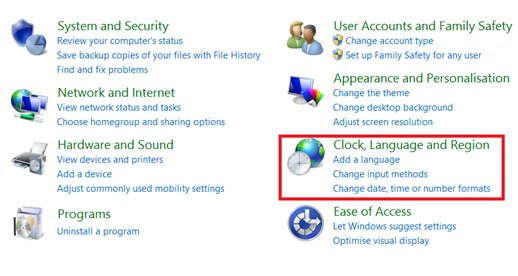 System and Security
Review your computer's status
Save backup copies of your files with File History
Find and fix problems
Network and Internet
View network status and tasks
Choose homegroup and sharing options
Hardware and Sound
View devices and printers
Add a device
Adjust commonly used mobility settings
Programs
Uninstall a program
User Accounts and Family Safety
Change account type
Set up Family Safety for any user
Appearance and Personalisation
Change the theme
Change desktop background
Adjust screen resolution
Clock, Language and Region
Add a language
Change input methods
Change date, time or number formats
Ease of Access
Let Windows suggest settings
Optimise visual display